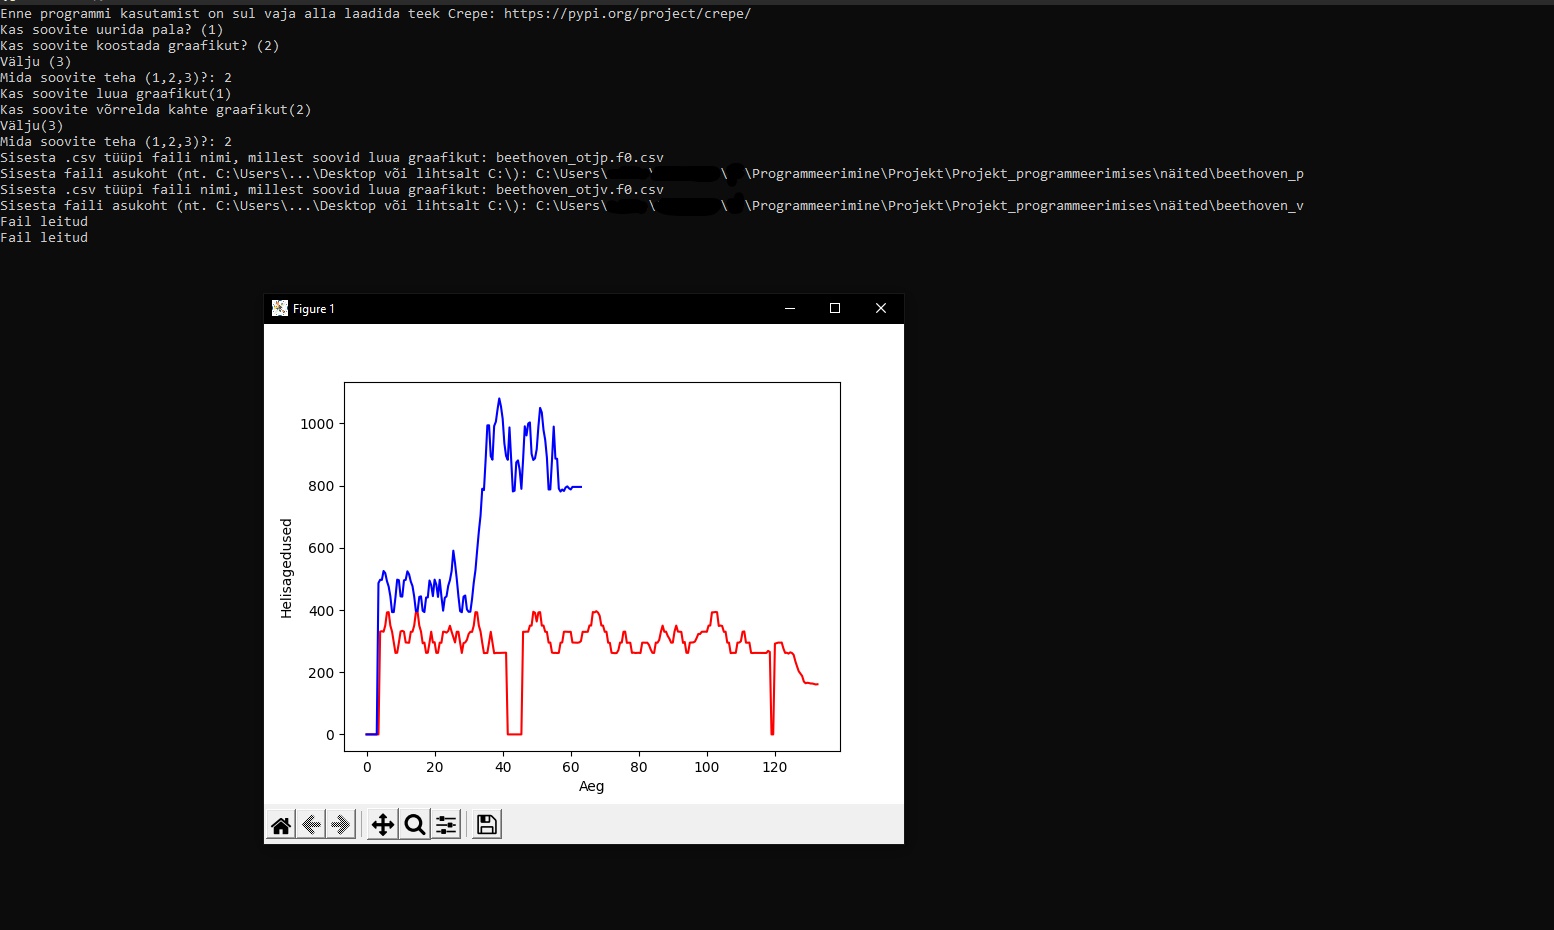 Enne programmi kasutamist on sul vaja alla laadida teek Crepe: https://pypi.org/project/crepe/
Kas soovite uurida pala? (1)
Kas soovite koostada graafikut? (2)
Välju (3)
Mida soovite teha (1,2,3)?: 2
Kas soovite luua graafikut(1)
Kas soovite võrrelda kahte graafikut(2)
Välju(3)
Mida soovite teha (1,2,3)?: 2
Sisesta .csv tüüpi faili nimi, millest soovid luua graafikut: beethoven_otjp.f0.csv
Sisesta faili asukoht (nt. C:\Users\...\Desktop või lihtsalt C:\): C:\Users\ \ \ \Programmeerimine\Projekt\Projekt_programmeerimises\näited\beethoven_p
Sisesta .csv tüüpi faili nimi, millest soovid luua graafikut: beethoven_otjv.f0.csv
Sisesta faili asukoht (nt. C:\Users\...\Desktop või lihtsalt C:\): C:\Users\ \ \ \Programmeerimine\Projekt\Projekt_programmeerimises\näited\beethoven_v
Fail leitud
Fail leitud
Figure 1
1000
800
600
400
200
0
Helisagedused
0 20 40 60 80 100 120
Aeg